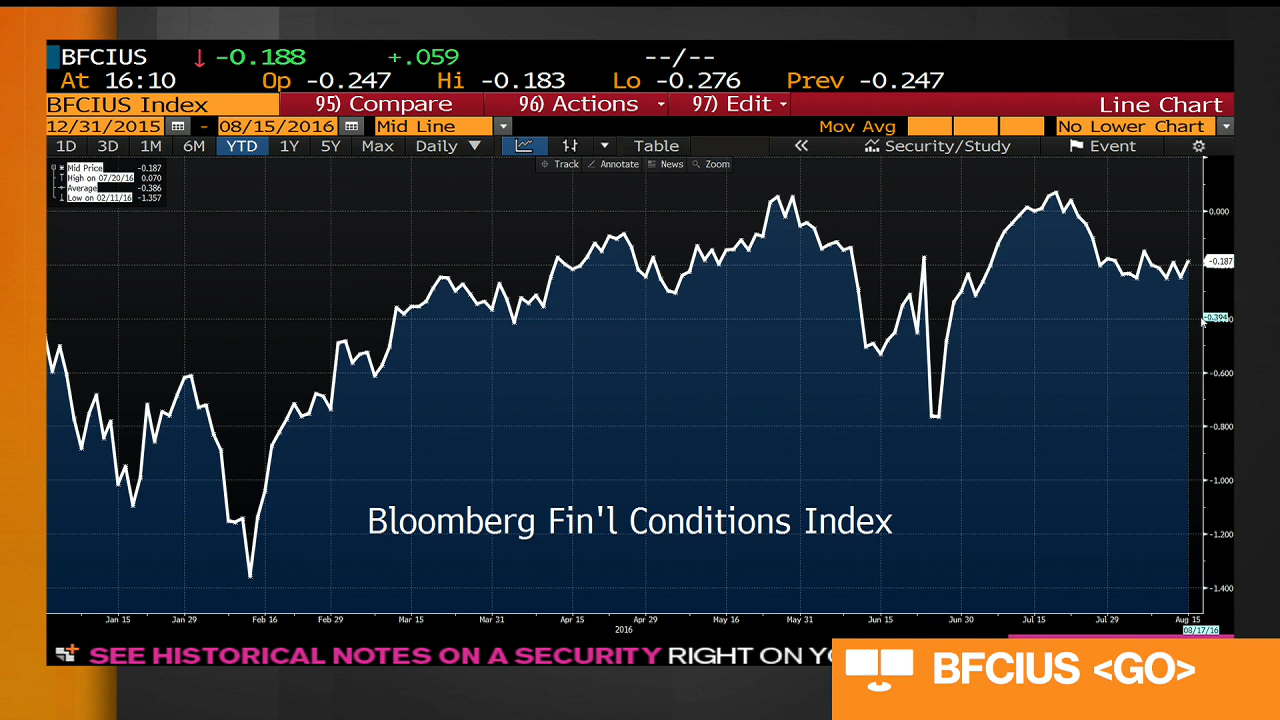 BFCIUS ↓ -0.188 +.059 --/--
At 16:10 Op -0.247 Hi -0.183 Lo -0.276 Prev -0.247
BFCIUS Index 95) Compare 96) Actions 97) Edit Line Chart
12/31/2015 - 08/15/2016 Mid Line Mov Avg No Lower Chart
1D 3D 1M 6M YTD 1Y 5Y Max Daily Table Security/Study Event
Track Annotate News Zoom
Mid Price -0.187
High on 07/20/16 0.070
Average -0.386
Low on 02/11/16 -1.357
0.000
-0.187
-0.394
-0.600
-0.800
-1.000
Bloomberg Fin'l Conditions Index
-1.200
-1.400
Jan 15 Jan 29 Feb 16 Feb 29 Mar 15 Mar 31 Apr 15 Apr 29 May 16 May 31 Jun 15 Jun 30 Jul 15 Jul 29 Aug 15
2016
08/17/16
SEE HISTORICAL NOTES ON A SECURITY RIGHT ON YO
BFCIUS <GO>